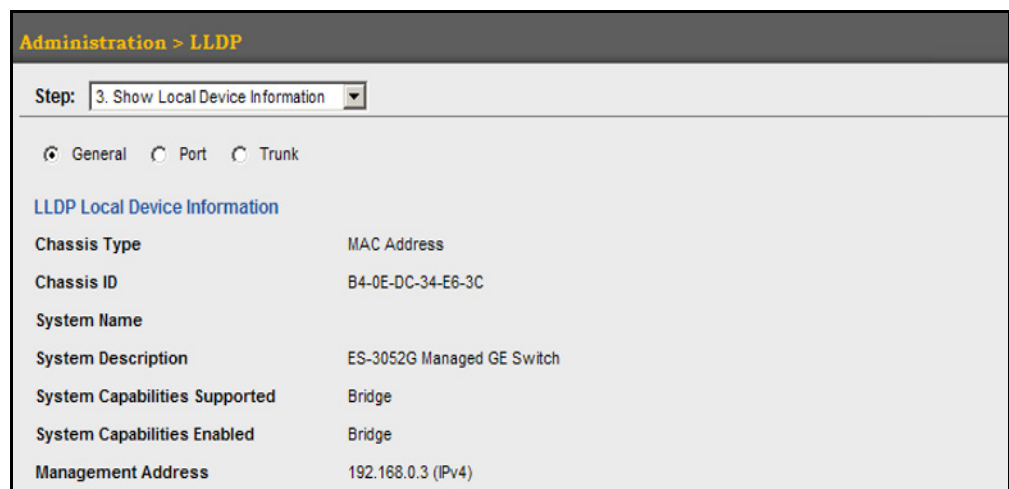 Administration > LLDP
Step: 3. Show Local Device Information
General Port Trunk
LLDP Local Device Information
Chassis Type MAC Address
Chassis ID B4-0E-DC-34-E6-3C
System Name
System Description ES-3052G Managed GE Switch
System Capabilities Supported Bridge
System Capabilities Enabled Bridge
Management Address 192.168.0.3 (IPv4)